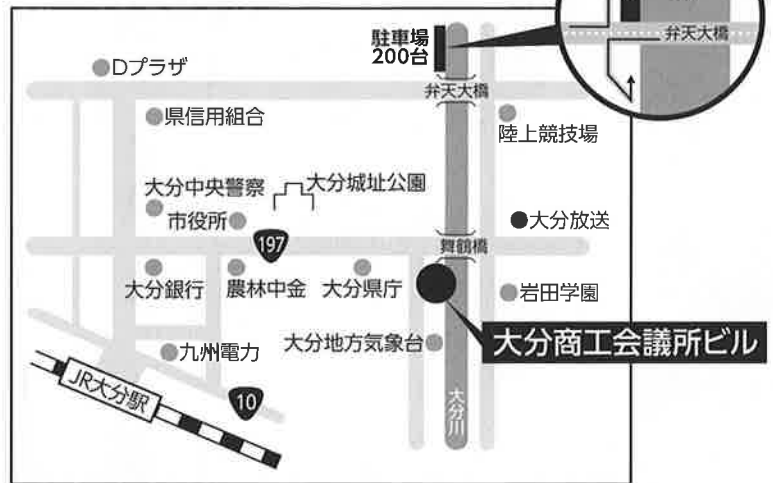 駐車場
200台
弁天大橋
Dプラザ
弁天大橋
県信用組合
陸上競技場
大分中央警察
大分城址公園
市役所
大分放送
197
舞鶴橋
大分銀行
農林中金
大分県庁
岩田学園
九州電力
大分地方気象台
大分商工会議所ビル
JR大分駅
10
大分川